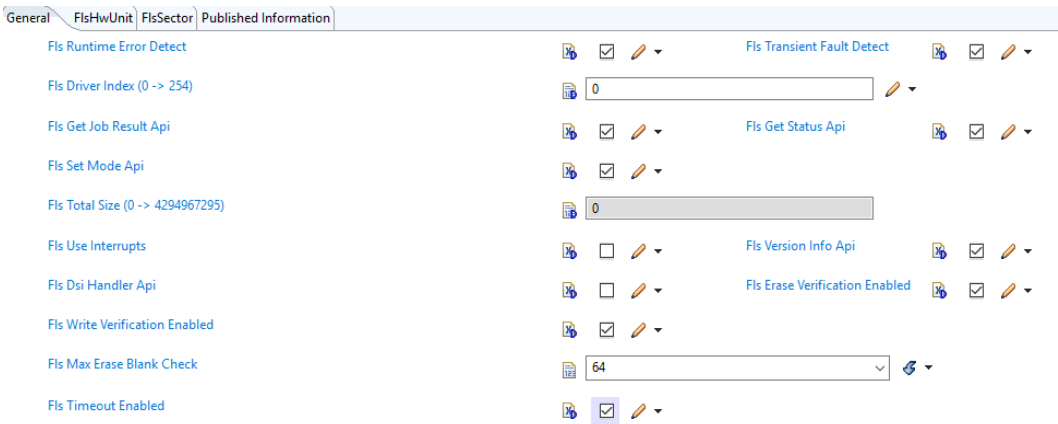 General FlsHwUnit FlsSector Published Information
Fls Runtime Error Detect Fls Transient Fault Detect
Fls Driver Index (0 -> 254) 0
Fls Get Job Result Api Fls Get Status Api
Fls Set Mode Api
Fls Total Size (0 -> 4294967295) 0
Fls Use Interrupts Fls Version Info Api
Fls Dsi Handler Api Fls Erase Verification Enabled
Fls Write Verification Enabled
Fls Max Erase Blank Check 64
Fls Timeout Enabled